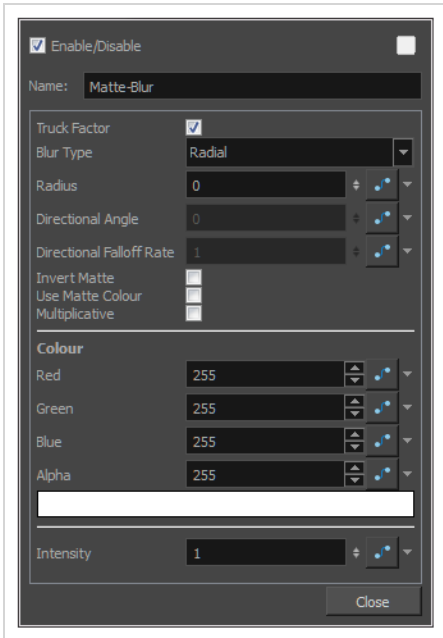 Enable/Disable
Name: Matte-Blur
Truck Factor
Blur Type Radial
Radius 0
Directional Angle 0
Directional Falloff Rate 1
Invert Matte
Use Matte Colour
Multiplicative
Colour
Red 255
Green 255
Blue 255
Alpha 255
Intensity 1
Close